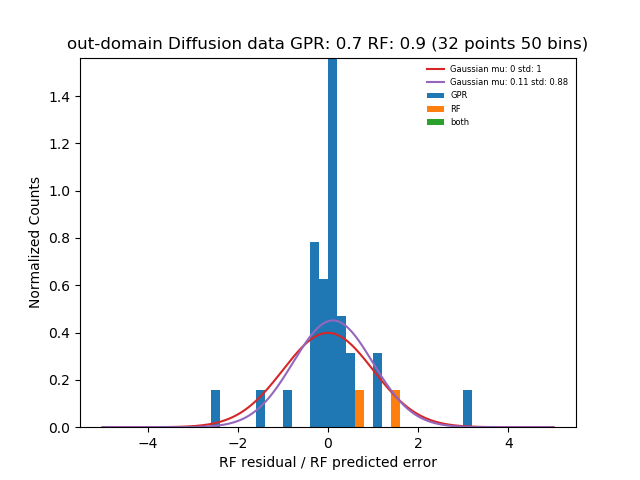 out-domain Diffusion data GPR: 0.7 RF: 0.9 (32 points 50 bins)
Gaussian mu: 0 std: 1
Gaussian mu: 0.11 std: 0.88
GPR
RF
both
Normalized Counts
1.4
1.2
1.0
0.8
0.6
0.4
0.2
0.0
−4 −2 0 2 4
RF residual / RF predicted error